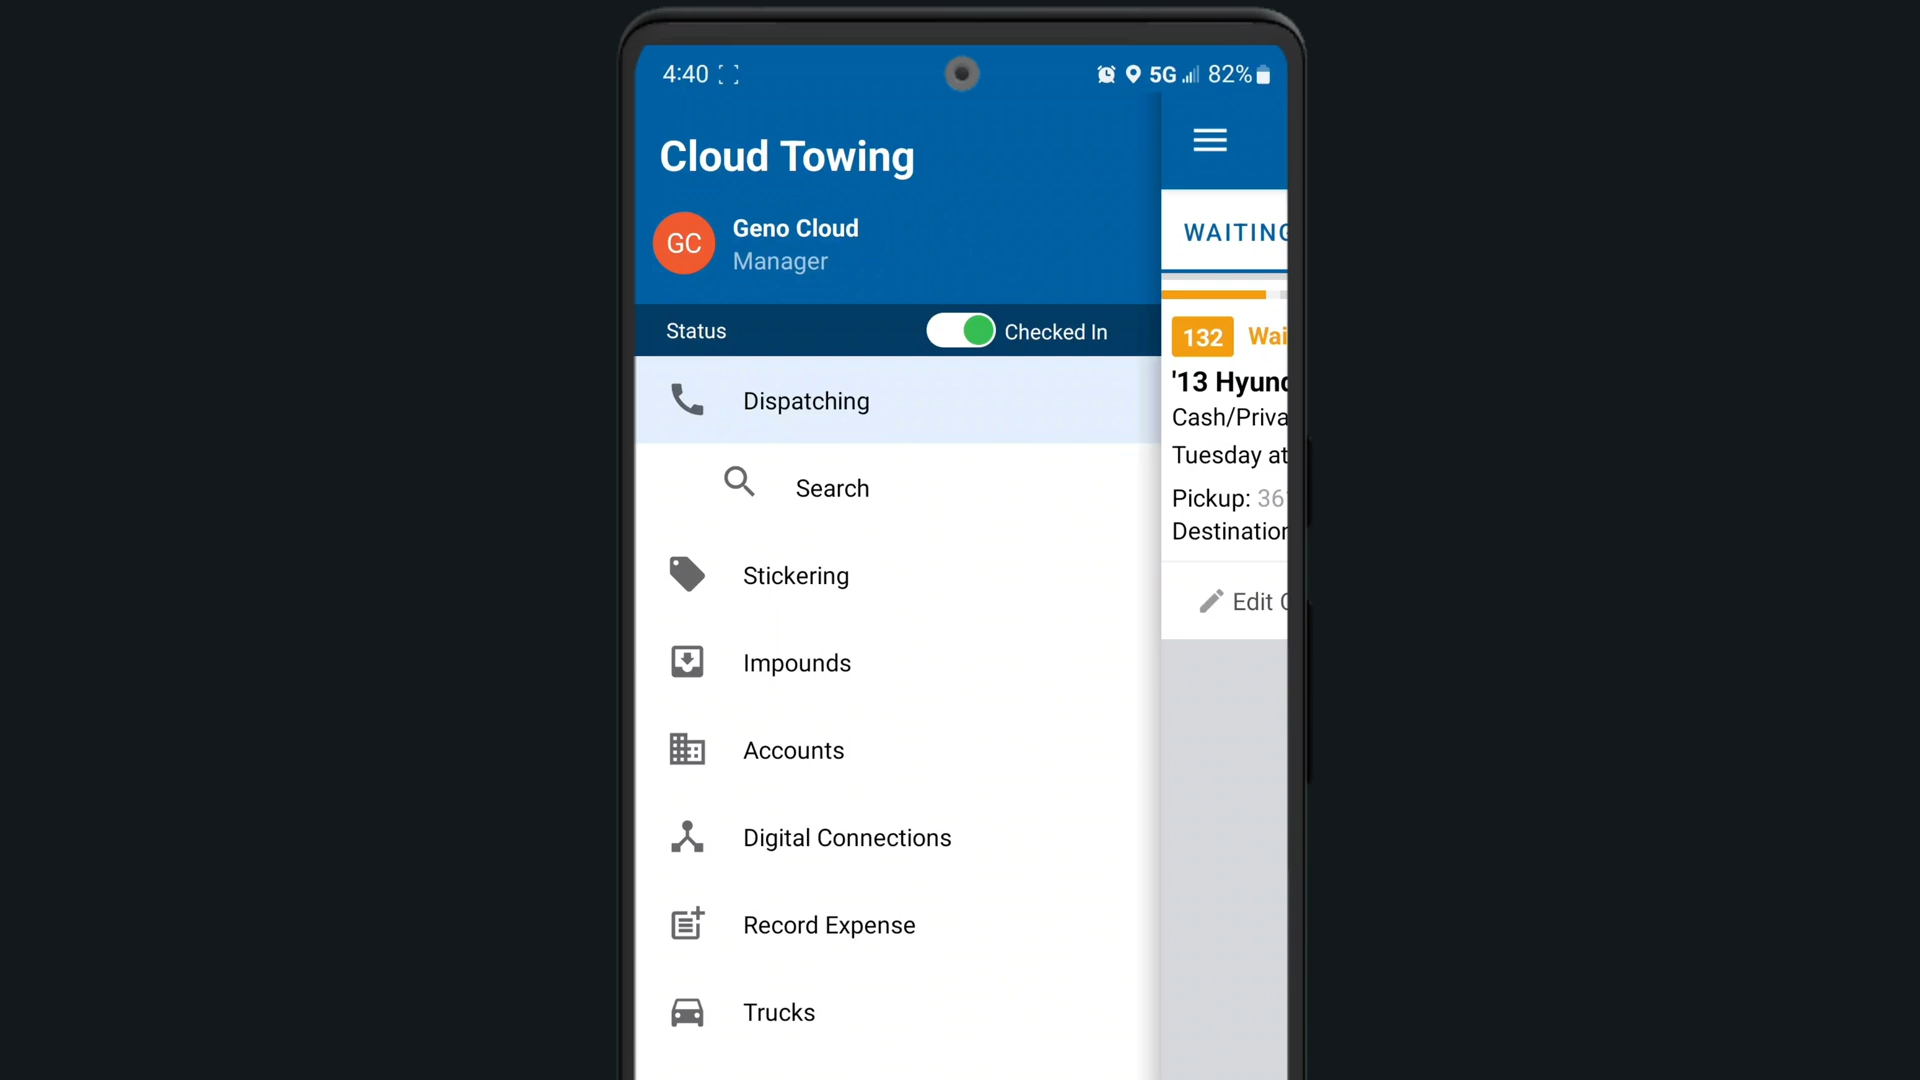 4:40
5G 82%
Cloud Towing
GC
Geno Cloud
Manager
Status
Checked In
Dispatching
Search
Stickering
Impounds
Accounts
Digital Connections
Record Expense
Trucks
WAITING
132 Wai
'13 Hyund
Cash/Priva
Tuesday at
Pickup: 36
Destination
Edit